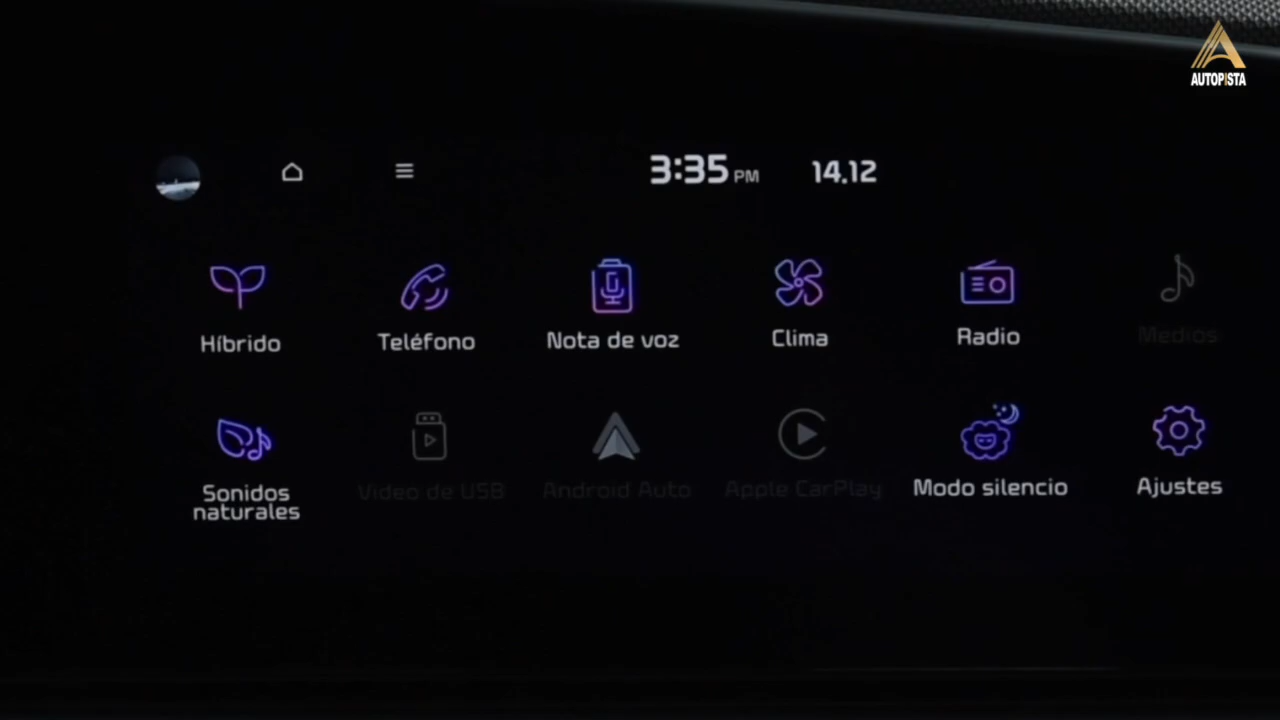 AUTOPISTA
3:35 PM 14.12
Híbrido Teléfono Nota de voz Clima Radio Medios
Sonidos naturales Video de USB Android Auto Apple CarPlay Modo silencio Ajustes